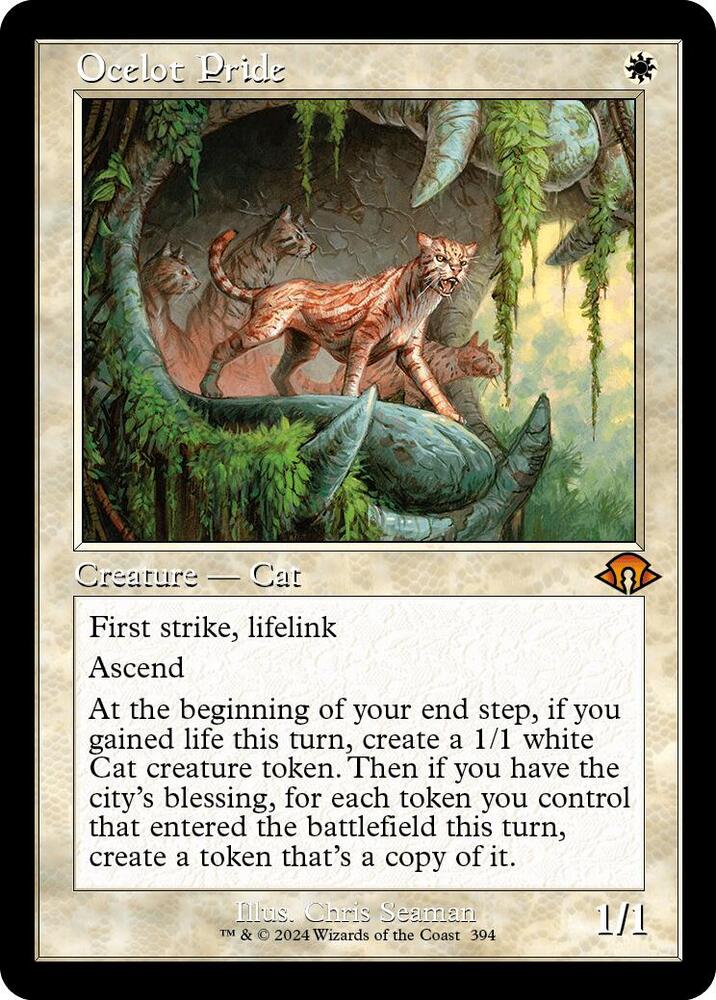 Ocelot Pride
Creature — Cat
First strike, lifelink
Ascend
At the beginning of your end step, if you
gained life this turn, create a 1/1 white
Cat creature token. Then if you have the
city's blessing, for each token you control
that entered the battlefield this turn,
create a token that's a copy of it.
Illus. Chris Seaman
1/1
™ & © 2024 Wizards of the Coast 394